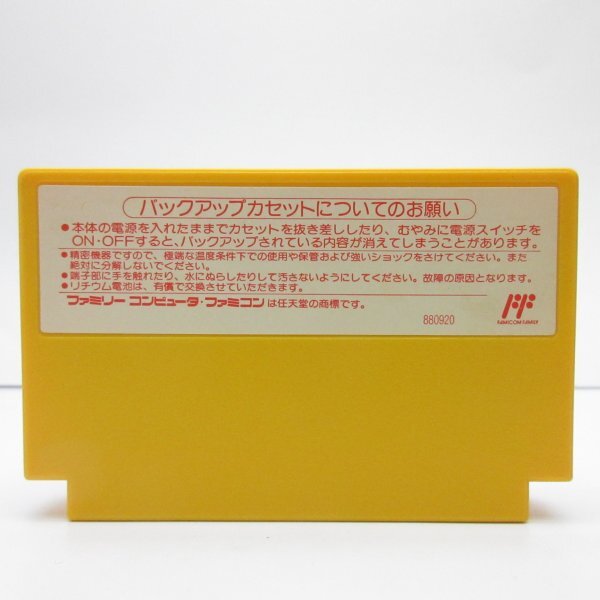 バックアップカセットについてのお願い
●本体の電源を入れたままでカセットを抜き差ししたり、むやみに電源スイッチを
ON・OFFすると、バックアップされている内容が消えてしまうことがあります。
●精密機器ですので、極端な温度条件下での使用や保管および強いショックをさけてください。また
絶対に分解しないでください。
●端子部に手を触れたり、水にぬらしたりして汚さないようにしてください。故障の原因となります。
●リチウム電池は、有償で交換させていただきます。
ファミリー コンピュータ・ファミコンは任天堂の商標です。
880920
FF
FAMICOM FAMILY